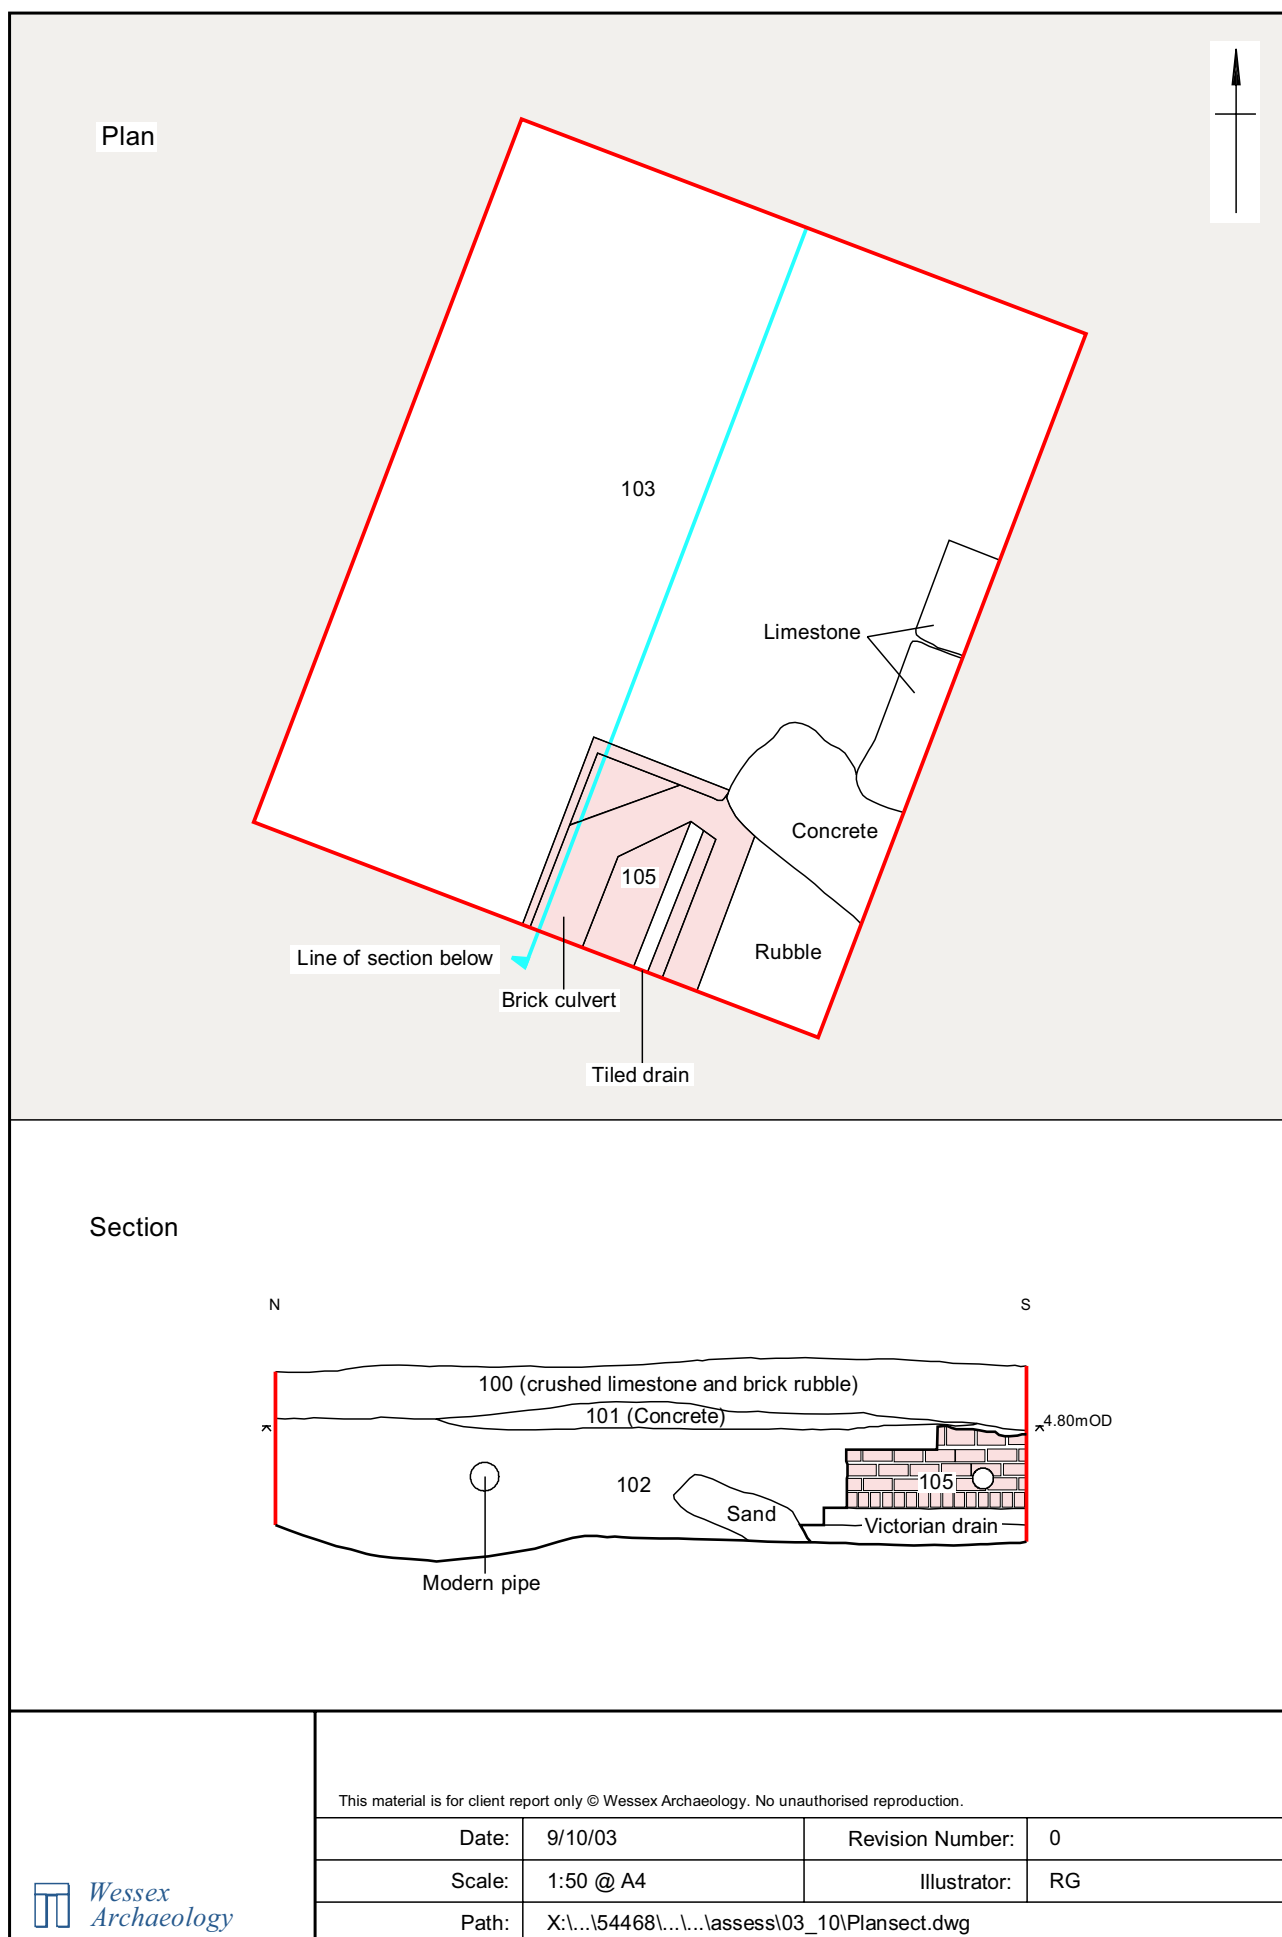 Plan
103
Limestone
Concrete
105
Rubble
Line of section below
Brick culvert
Tiled drain
Section
N
S
100 (crushed limestone and brick rubble)
101 (Concrete)
4.80mOD
102
105
Sand
Victorian drain
Modern pipe
This material is for client report only © Wessex Archaeology. No unauthorised reproduction.
Date: 9/10/03 Revision Number: 0
Scale: 1:50 @ A4 Illustrator: RG
Path: X:\...\54468\...\...\assess\03_10\Plansect.dwg
Wessex
Archaeology